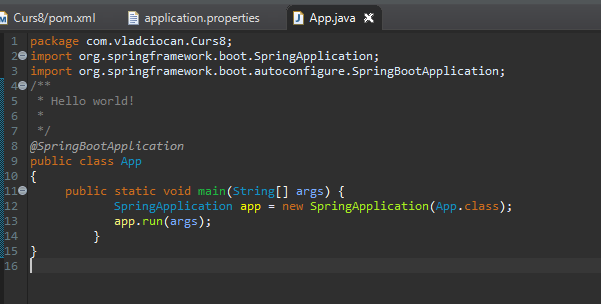 Curs8/pom.xml application.properties App.java
1 package com.vladciocan.Curs8;
2 import org.springframework.boot.SpringApplication;
3 import org.springframework.boot.autoconfigure.SpringBootApplication;
4 /**
5 * Hello world!
6 *
7 */
8 @SpringBootApplication
9 public class App
10 {
11 public static void main(String[] args) {
12 SpringApplication app = new SpringApplication(App.class);
13 app.run(args);
14 }
15 }
16